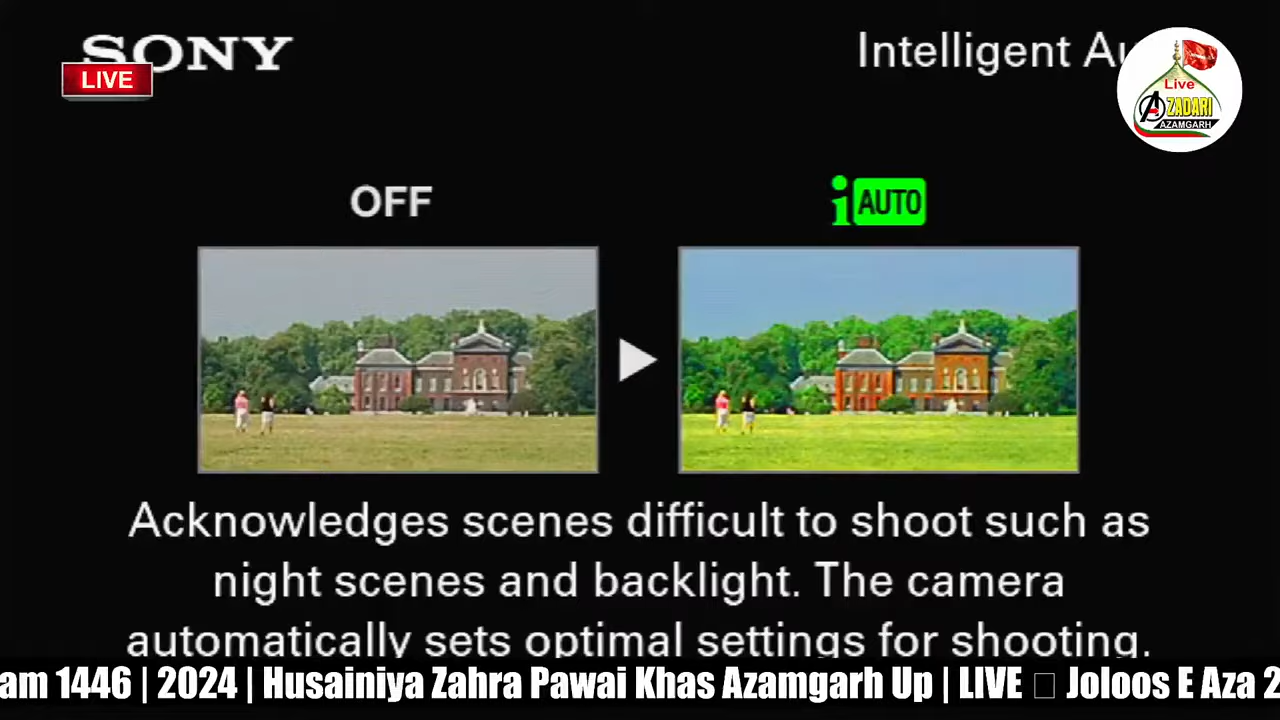 SONY
LIVE
Intelligent Au
Live
AZADARI
AZAMGARH
OFF
iAUTO
Acknowledges scenes difficult to shoot such as
night scenes and backlight. The camera
automatically sets optimal settings for shooting.
am 1446 | 2024 | Husainiya Zahra Pawai Khas Azamgarh Up | LIVE □ Joloos E Aza 2